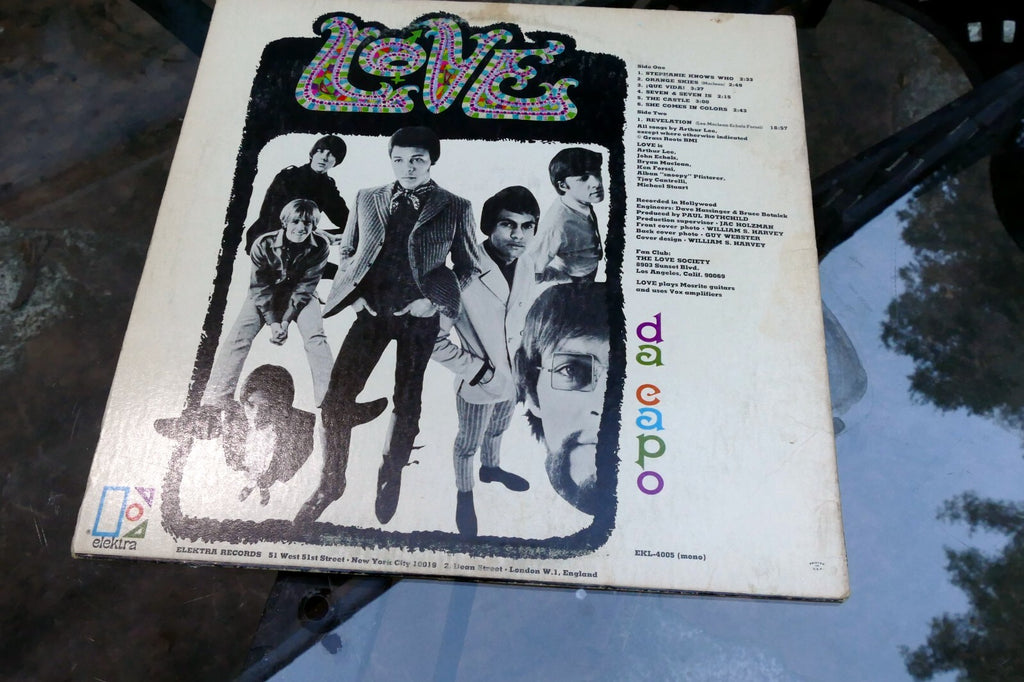 LOVE
Side One
1. STEPHANIE KNOWS WHO 2:33
2. ORANGE SKIES (Maclean) 2:49
3. ¡QUE VIDA! 3:37
4. SEVEN & SEVEN IS 2:15
5. THE CASTLE 3:00
6. SHE COMES IN COLORS 2:43
Side Two
1. REVELATION (Lee-Maclean-Echols-Forssi) 18:57
All songs by Arthur Lee,
except where otherwise indicated
© Grass Roots BMI
LOVE is
Arthur Lee,
John Echols,
Bryan Maclean,
Ken Forssi,
Alban "snoopy" Pfisterer,
Tjay Cantrelli,
Michael Stuart
Recorded in Hollywood
Engineers: Dave Hassinger & Bruce Botnick
Produced by PAUL ROTHCHILD
Production supervisor - JAC HOLZMAN
Front cover photo - WILLIAM S. HARVEY
Back cover photo - GUY WEBSTER
Cover design - WILLIAM S. HARVEY
Fan Club:
THE LOVE SOCIETY
8903 Sunset Blvd.
Los Angeles, Calif. 90069
LOVE plays Mosrite guitars
and uses Vox amplifiers
da capo
elektra
ELEKTRA RECORDS 51 West 51st Street · New York City 10019 2, Dean Street · London W.1, England
EKL-4005 (mono)